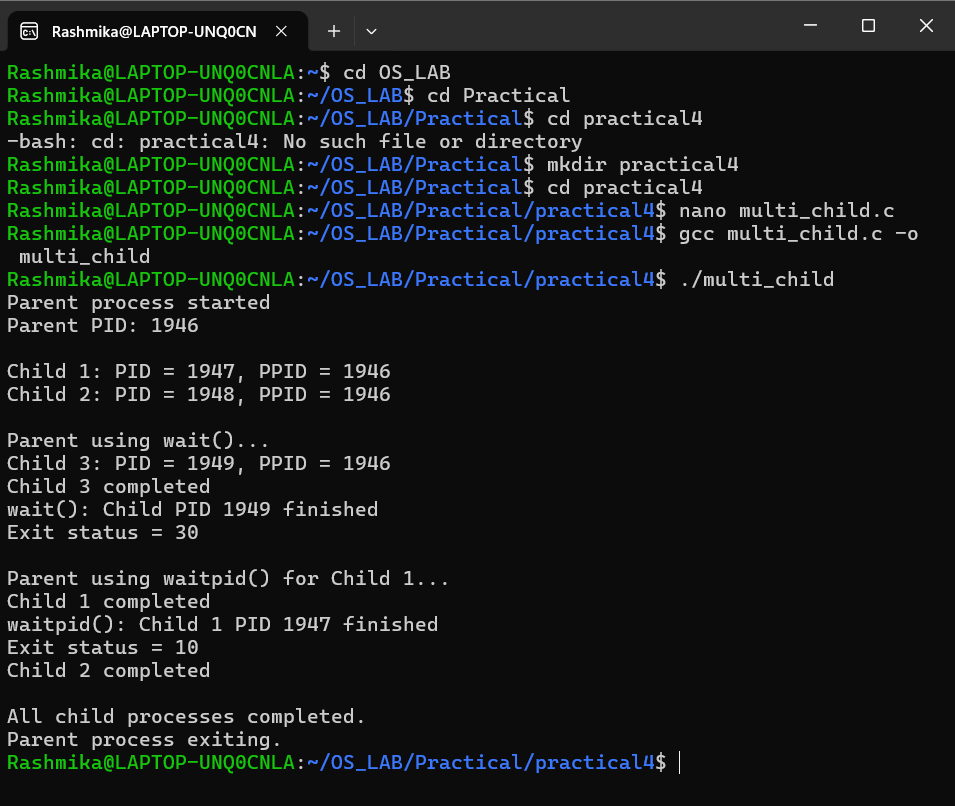 Rashmika@LAPTOP-UNQ0CN
Rashmika@LAPTOP-UNQ0CNLA:~$ cd OS_LAB
Rashmika@LAPTOP-UNQ0CNLA:~/OS_LAB$ cd Practical
Rashmika@LAPTOP-UNQ0CNLA:~/OS_LAB/Practical$ cd practical4
-bash: cd: practical4: No such file or directory
Rashmika@LAPTOP-UNQ0CNLA:~/OS_LAB/Practical$ mkdir practical4
Rashmika@LAPTOP-UNQ0CNLA:~/OS_LAB/Practical$ cd practical4
Rashmika@LAPTOP-UNQ0CNLA:~/OS_LAB/Practical/practical4$ nano multi_child.c
Rashmika@LAPTOP-UNQ0CNLA:~/OS_LAB/Practical/practical4$ gcc multi_child.c -o
multi_child
Rashmika@LAPTOP-UNQ0CNLA:~/OS_LAB/Practical/practical4$ ./multi_child
Parent process started
Parent PID: 1946
Child 1: PID = 1947, PPID = 1946
Child 2: PID = 1948, PPID = 1946
Parent using wait()...
Child 3: PID = 1949, PPID = 1946
Child 3 completed
wait(): Child PID 1949 finished
Exit status = 30
Parent using waitpid() for Child 1...
Child 1 completed
waitpid(): Child 1 PID 1947 finished
Exit status = 10
Child 2 completed
All child processes completed.
Parent process exiting.
Rashmika@LAPTOP-UNQ0CNLA:~/OS_LAB/Practical/practical4$